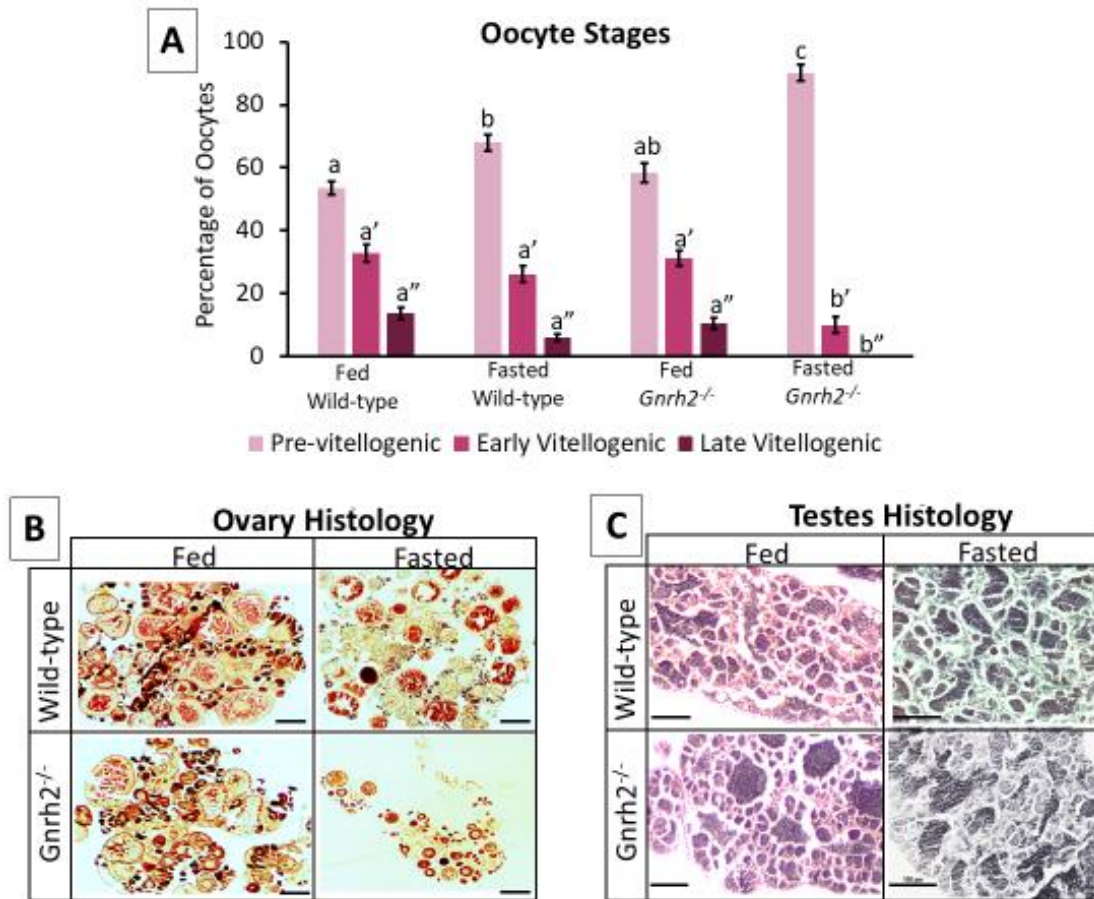 A
Oocyte Stages
Percentage of Oocytes
100
80
60
40
20
0
a
a’
a”
b
a’
a”
ab
a’
a”
c
b’
b”
Fed
Wild-type
Fasted
Wild-type
Fed
Gnrh2-/-
Fasted
Gnrh2-/-
Pre-vitellogenic Early Vitellogenic Late Vitellogenic
B
Ovary Histology
Fed Fasted
Wild-type
Gnrh2-/-
C
Testes Histology
Fed Fasted
Wild-type
Gnrh2-/-